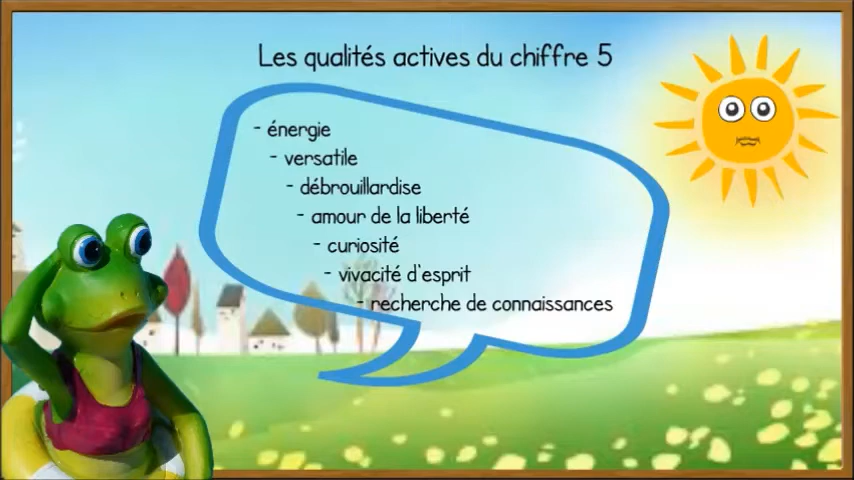 Les qualités actives du chiffre 5
- énergie
- versatile
- débrouillardise
- amour de la liberté
- curiosité
- vivacité d'esprit
- recherche de connaissances